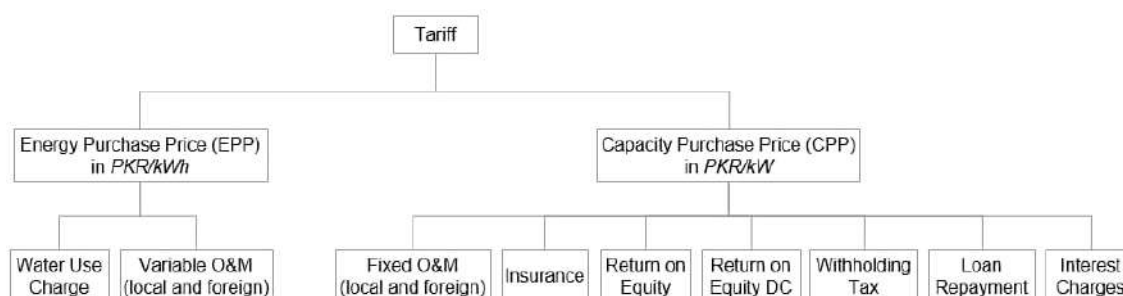 Tariff
Energy Purchase Price (EPP)
in PKR/kWh
Capacity Purchase Price (CPP)
in PKR/kW
Water Use
Charge
Variable O&M
(local and foreign)
Fixed O&M
(local and foreign)
Insurance
Return on
Equity
Return on
Equity DC
Withholding
Tax
Loan
Repayment
Interest
Charges